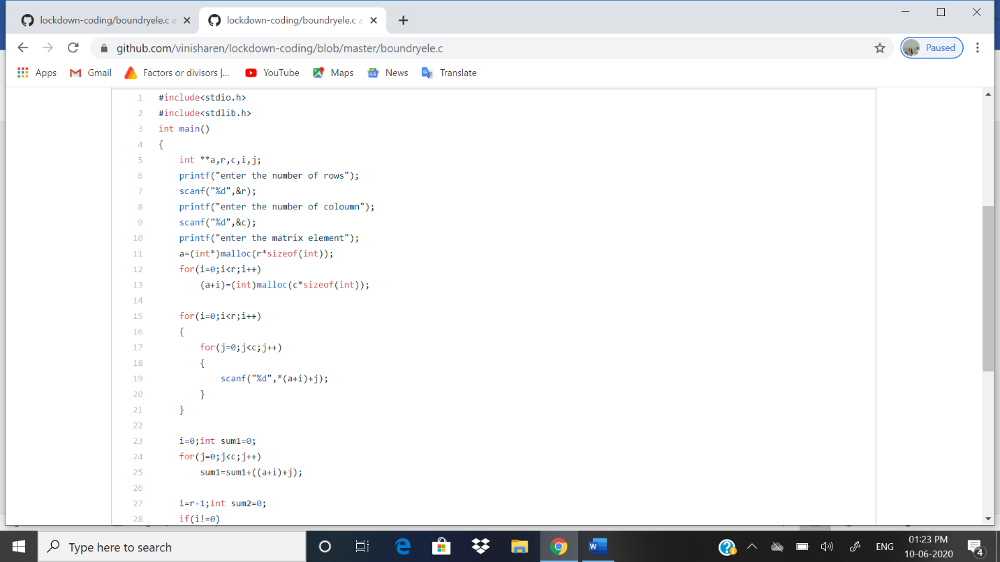 lockdown-coding/boundryele.c a
lockdown-coding/boundryele.c a
github.com/vinisharen/lockdown-coding/blob/master/boundryele.c
Paused
Apps
Gmail
Factors or divisors |...
YouTube
Maps
News
Translate
1 #include<stdio.h>
2 #include<stdlib.h>
3 int main()
4 {
5 int **a,r,c,i,j;
6 printf("enter the number of rows");
7 scanf("%d",&r);
8 printf("enter the number of coloumn");
9 scanf("%d",&c);
10 printf("enter the matrix element");
11 a=(int*)malloc(r*sizeof(int));
12 for(i=0;i<r;i++)
13 (a+i)=(int)malloc(c*sizeof(int));
14
15 for(i=0;i<r;i++)
16 {
17 for(j=0;j<c;j++)
18 {
19 scanf("%d",*(a+i)+j);
20 }
21 }
22
23 i=0;int sum1=0;
24 for(j=0;j<c;j++)
25 sum1=sum1+((a+i)+j);
26
27 i=r-1;int sum2=0;
28 if(i!=0)
Type here to search
ENG
01:23 PM
10-06-2020
4